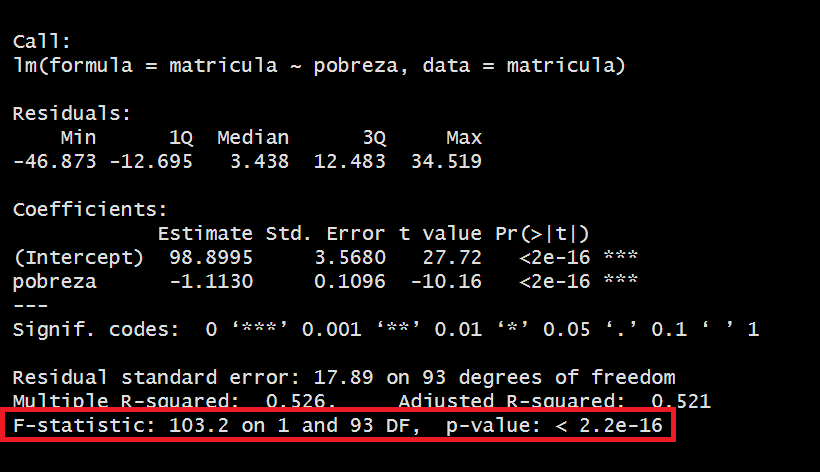 Call:
lm(formula = matricula ~ pobreza, data = matricula)
Residuals:
    Min      1Q  Median      3Q     Max
-46.873 -12.695   3.438  12.483  34.519
Coefficients:
            Estimate Std. Error t value Pr(>|t|)
(Intercept)  98.8995     3.5680   27.72   <2e-16 ***
pobreza      -1.1130     0.1096  -10.16   <2e-16 ***
---
Signif. codes:  0 ‘***’ 0.001 ‘**’ 0.01 ‘*’ 0.05 ‘.’ 0.1 ‘ ’ 1
Residual standard error: 17.89 on 93 degrees of freedom
Multiple R-squared:  0.526,     Adjusted R-squared:  0.521
F-statistic: 103.2 on 1 and 93 DF,  p-value: < 2.2e-16